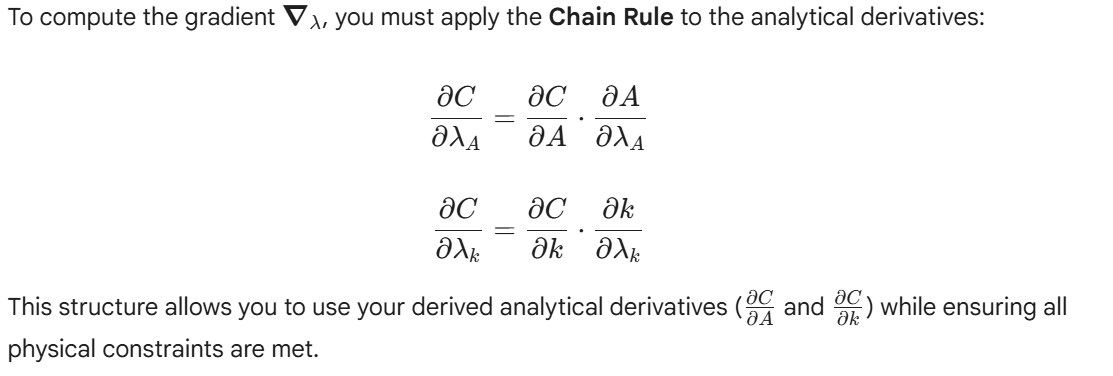 To compute the gradient ∇λ, you must apply the Chain Rule to the analytical derivatives:
∂C/∂λ_A = ∂C/∂A · ∂A/∂λ_A
∂C/∂λ_k = ∂C/∂k · ∂k/∂λ_k
This structure allows you to use your derived analytical derivatives (∂C/∂A and ∂C/∂k) while ensuring all
physical constraints are met.